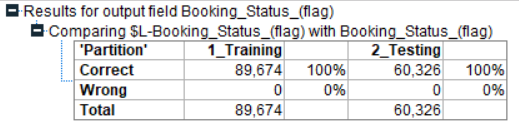 Results for output field Booking_Status_(flag)
Comparing $L-Booking_Status_(flag) with Booking_Status_(flag)
'Partition' 1_Training 2_Testing
Correct 89,674 100% 60,326 100%
Wrong 0 0% 0 0%
Total 89,674 60,326